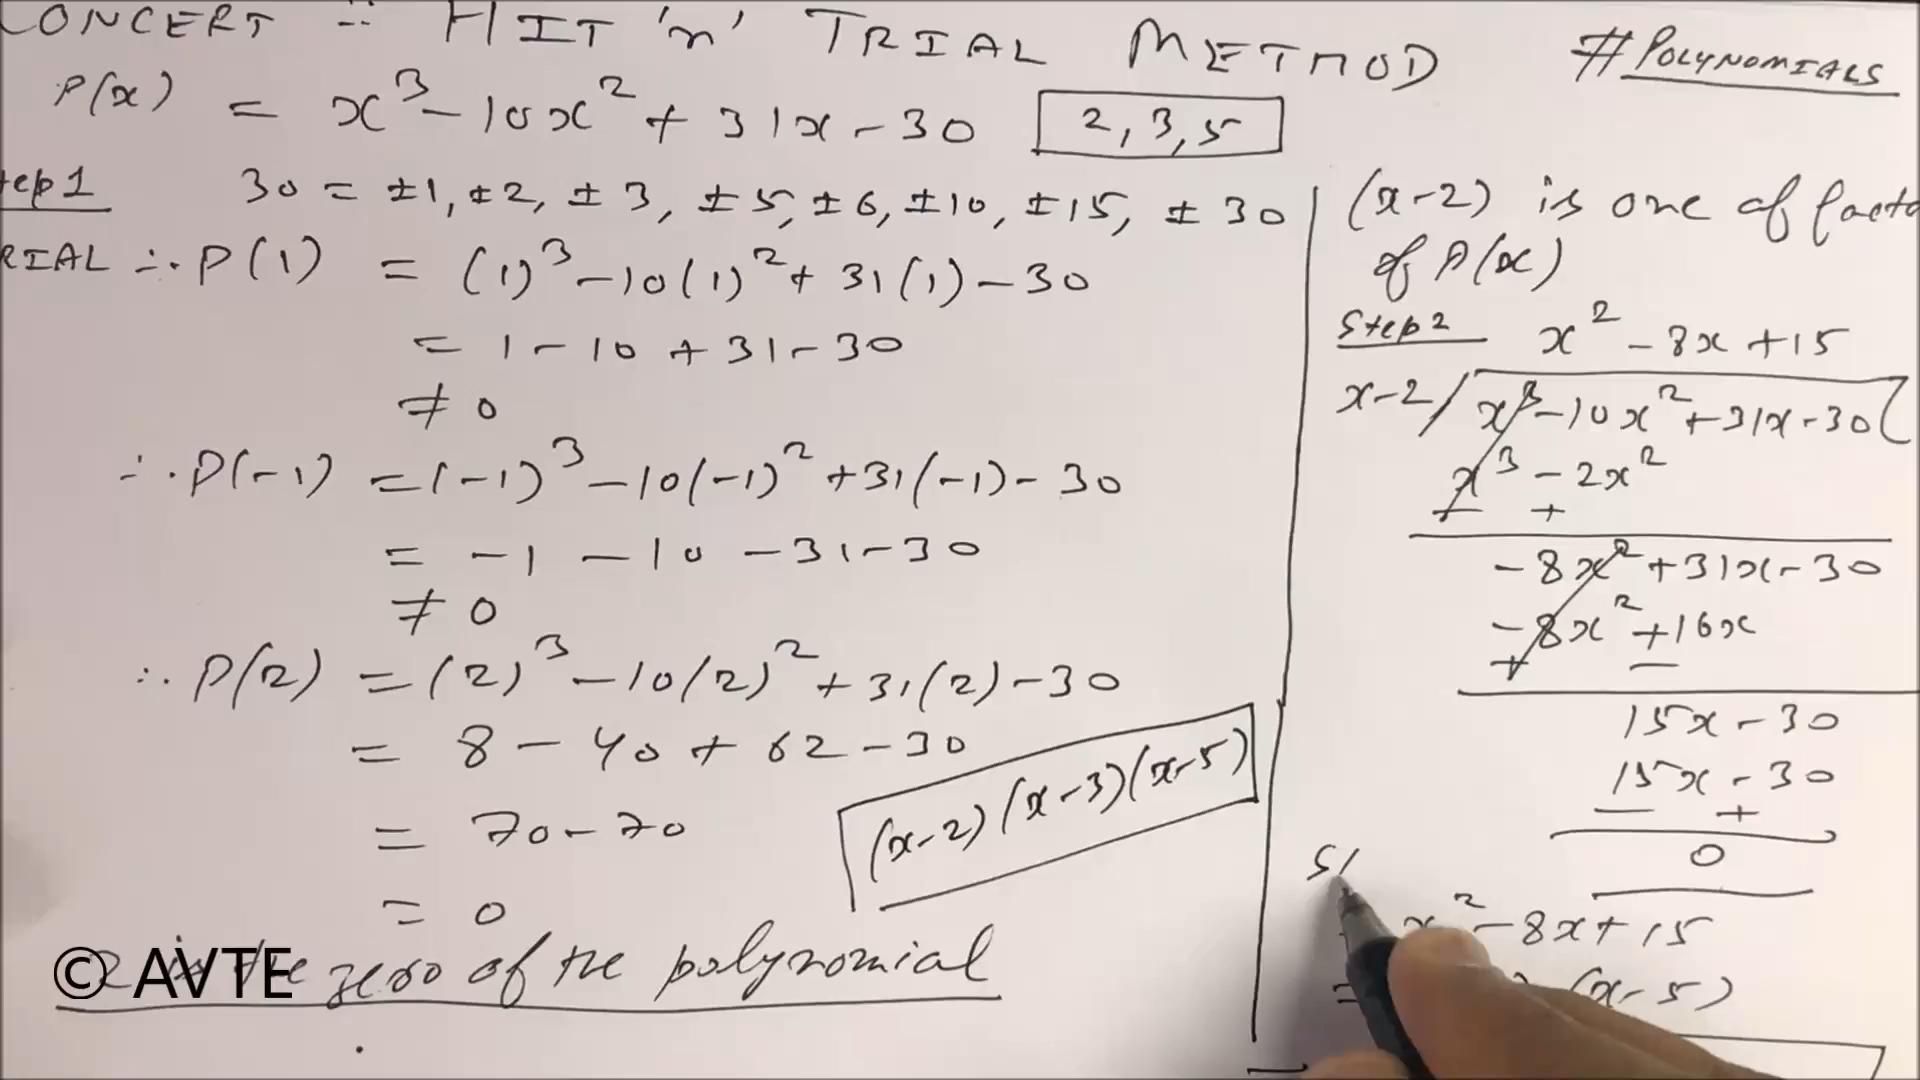 CONCERT :- HIT 'n' TRIAL METHOD
#POLYNOMIALS
P(x) = x³ - 10x² + 31x - 30
2, 3, 5
tep 1 30 = ±1, ±2, ±3, ±5, ±6, ±10, ±15, ±30
RIAL ∴ P(1) = (1)³ - 10(1)² + 31(1) - 30
= 1 - 10 + 31 - 30
≠ 0
∴ P(-1) = (-1)³ - 10(-1)² + 31(-1) - 30
= -1 - 10 - 31 - 30
≠ 0
∴ P(2) = (2)³ - 10(2)² + 31(2) - 30
= 8 - 40 + 62 - 30
= 70 - 70
= 0
(x-2)(x-3)(x-5)
2 is the zero of the polynomial
© AVTE
(x-2) is one of facto
of P(x)
Step 2 x² - 8x + 15
x-2 / x³ - 10x² + 31x - 30
x³ - 2x²
- +
-8x² + 31x - 30
-8x² + 16x
+ -
15x - 30
15x - 30
- +
0
x² - 8x + 15
= (x-5)